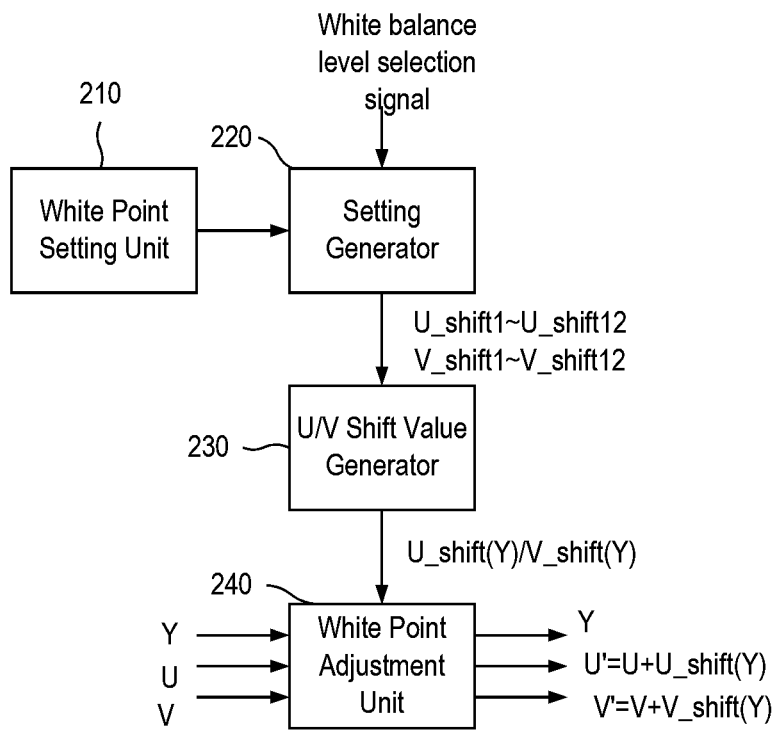 White balance
level selection
signal
210
220
White Point
Setting Unit
Setting
Generator
U_shift1~U_shift12
V_shift1~V_shift12
230
U/V Shift Value
Generator
U_shift(Y)/V_shift(Y)
240
Y
U
V
White Point
Adjustment
Unit
Y
U'=U+U_shift(Y)
V'=V+V_shift(Y)